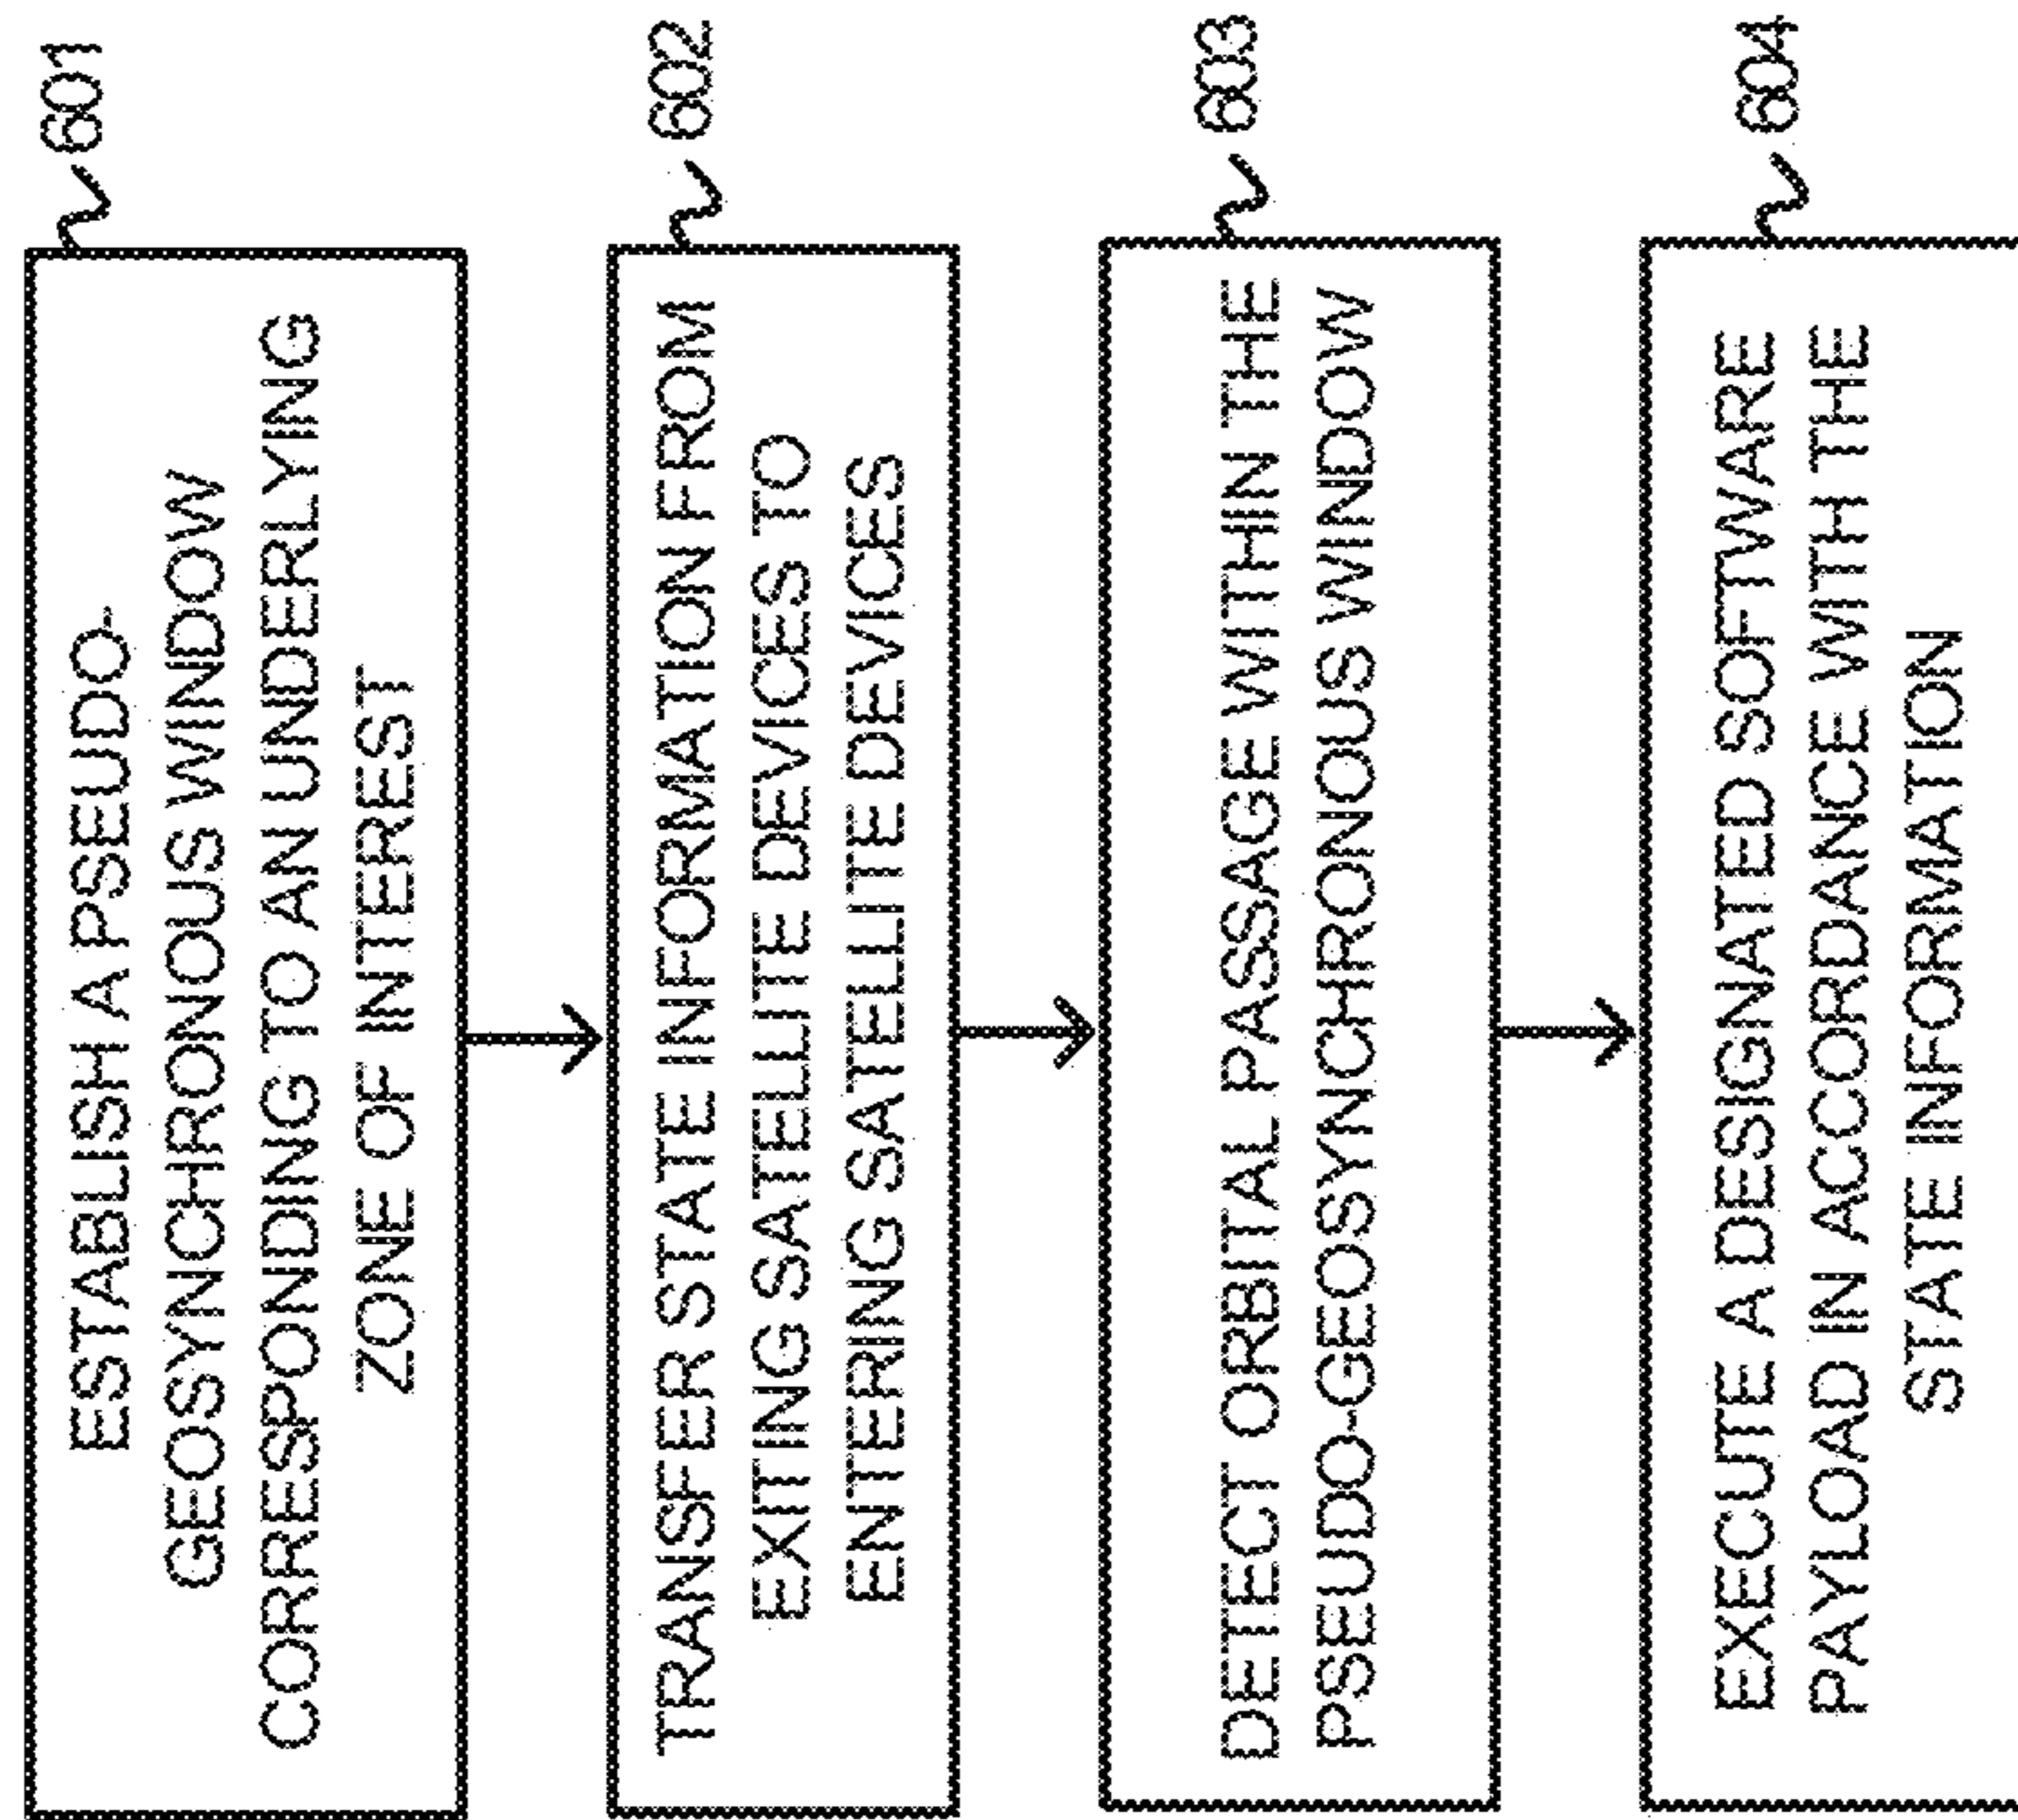 601
ESTABLISH A PSEUDO-
GEOSYNCHRONOUS WINDOW
CORRESPONDING TO AN UNDERLYING
ZONE OF INTEREST
602
TRANSFER STATE INFORMATION FROM
EXITING SATELLITE DEVICES TO
ENTERING SATELLITE DEVICES
603
DETECT ORBITAL PASSAGE WITHIN THE
PSEUDO-GEOSYNCHRONOUS WINDOW
604
EXECUTE A DESIGNATED SOFTWARE
PAYLOAD IN ACCORDANCE WITH THE
STATE INFORMATION